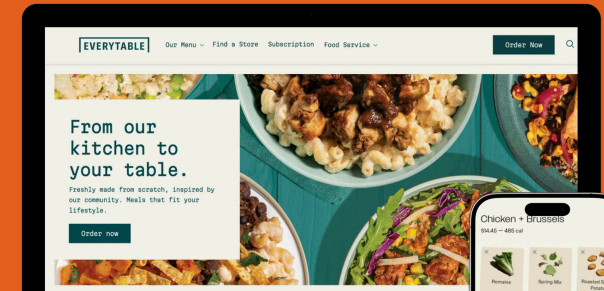 EVERYTABLE
Our Menu Find a Store Subscription Food Service
Order Now
From our
kitchen to
your table.
Freshly made from scratch, inspired by
our community. Meals that fit your
lifestyle.
Order now
Chicken + Brussels
$14.45 — 485 cal
Romaine
Spring Mix
Roasted
Potato